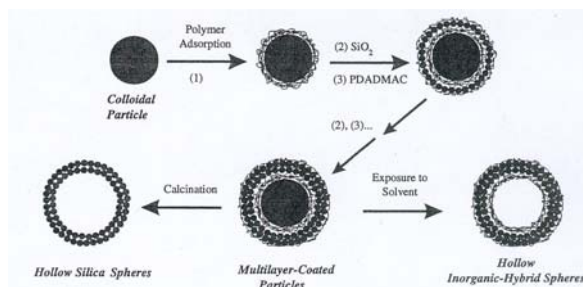 Polymer
Adsorption
(1)
(2) SiO₂
(3) PDADMAC
Colloidal
Particle
(2), (3)...
Calcination
Exposure to
Solvent
Hollow Silica Spheres
Multilayer-Coated
Particles
Hollow
Inorganic-Hybrid Spheres